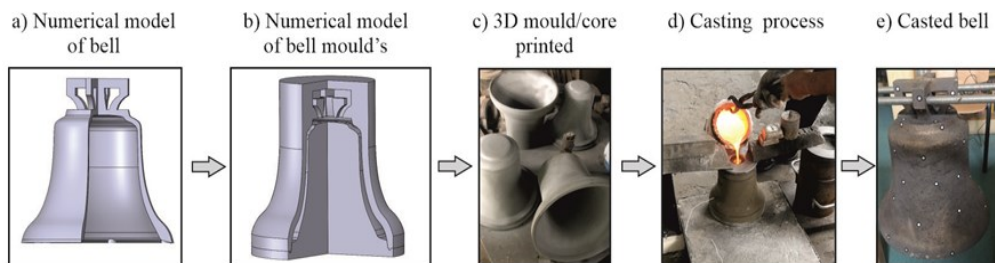 a) Numerical model
of bell
b) Numerical model
of bell mould's
c) 3D mould/core
printed
d) Casting process
e) Casted bell